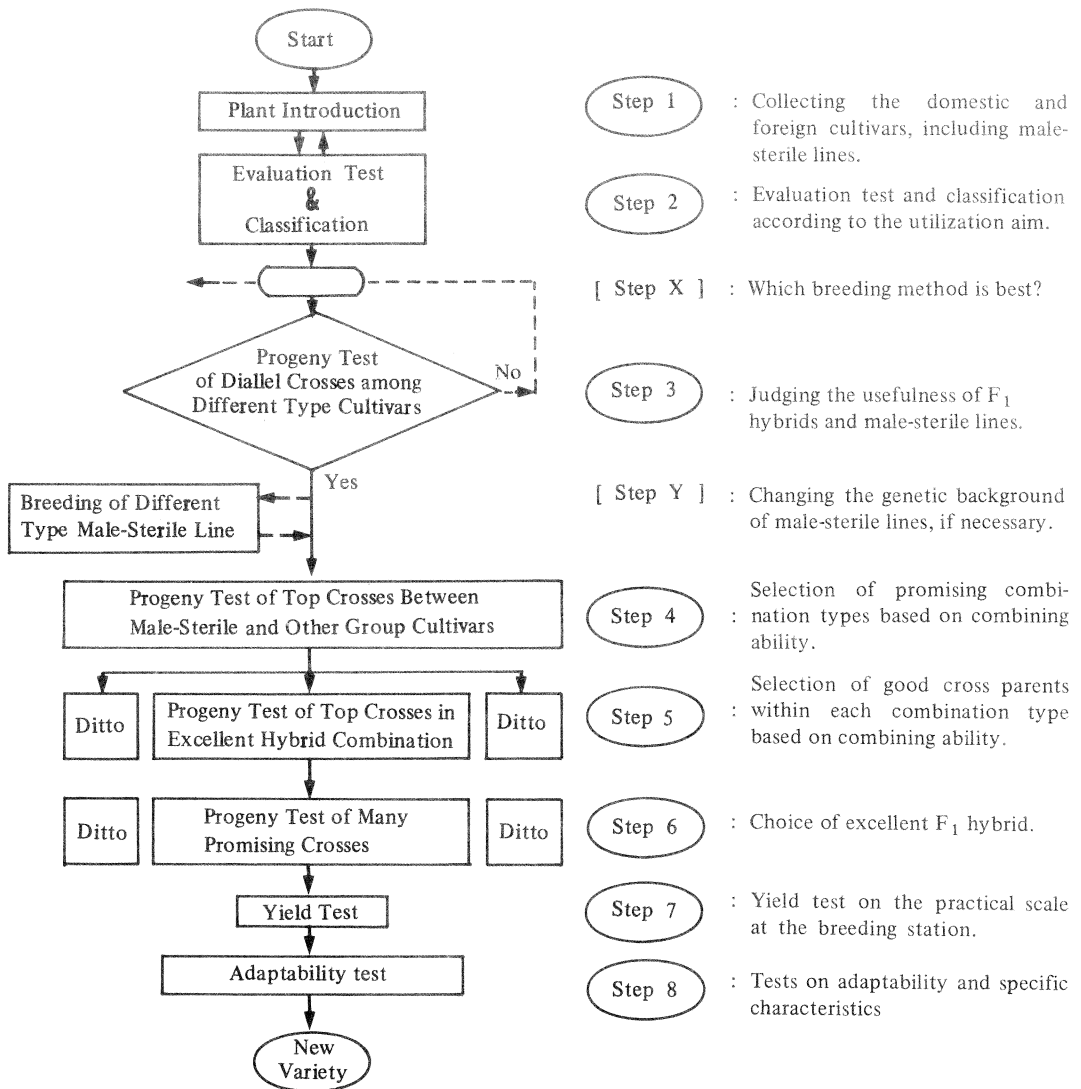 Start
Plant Introduction
Evaluation Test
&
Classification
Progeny Test
of Diallel Crosses among
Different Type Cultivars
No
Yes
Breeding of Different
Type Male-Sterile Line
Progeny Test of Top Crosses Between
Male-Sterile and Other Group Cultivars
Ditto
Progeny Test of Top Crosses in
Excellent Hybrid Combination
Ditto
Ditto
Progeny Test of Many
Promising Crosses
Ditto
Yield Test
Adaptability test
New
Variety
Step 1 : Collecting the domestic and
foreign cultivars, including male-
sterile lines.
Step 2 : Evaluation test and classification
according to the utilization aim.
[ Step X ] : Which breeding method is best?
Step 3 : Judging the usefulness of F1
hybrids and male-sterile lines.
[ Step Y ] : Changing the genetic background
of male-sterile lines, if necessary.
Selection of promising combi-
Step 4 : nation types based on combining
ability.
Selection of good cross parents
Step 5 : within each combination type
based on combining ability.
Step 6 : Choice of excellent F1 hybrid.
Step 7 : Yield test on the practical scale
at the breeding station.
Step 8 : Tests on adaptability and specific
characteristics